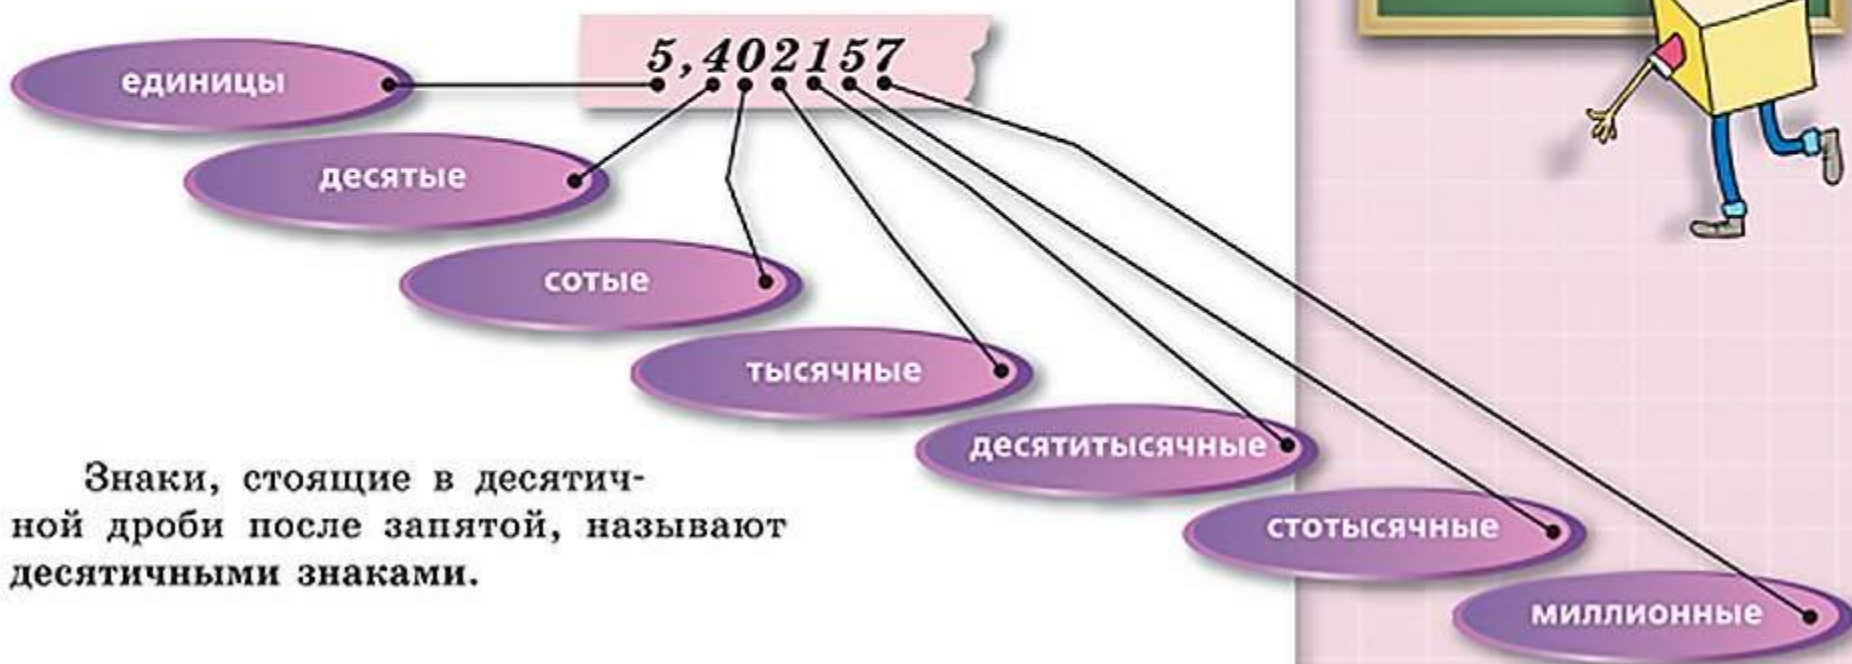 5,402157
единицы
десятые
сотые
тысячные
десятитысячные
стотысячные
миллионные
Знаки, стоящие в десятич-
ной дроби после запятой, называют
десятичными знаками.